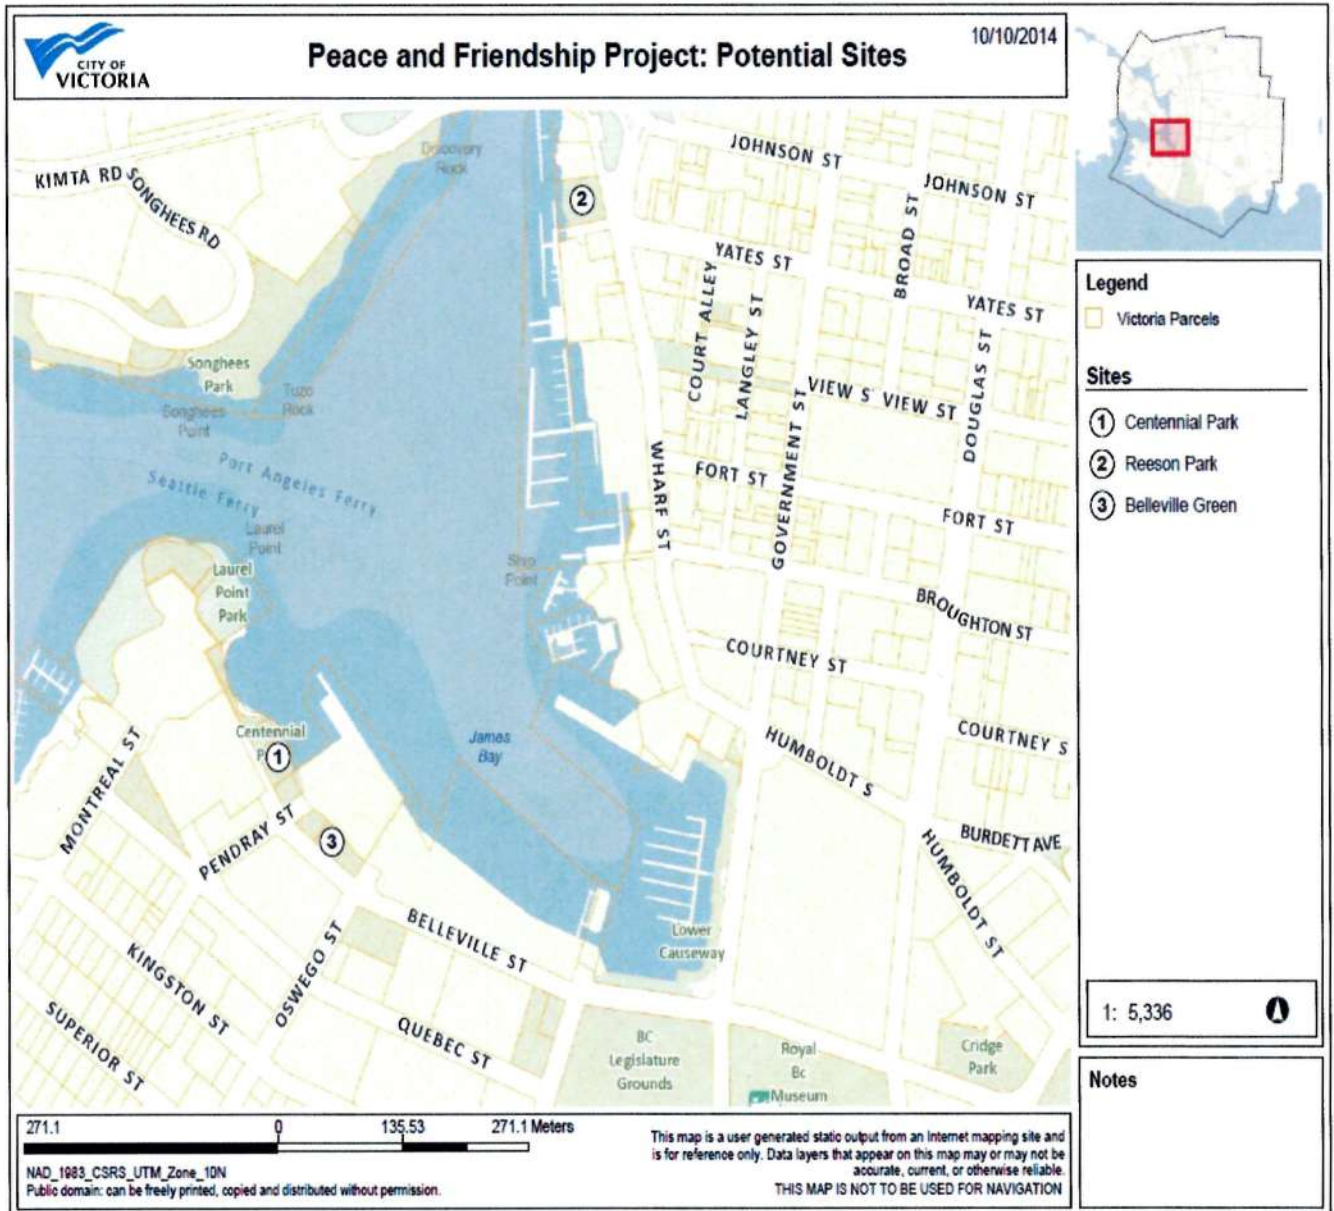 CITY OF
VICTORIA
Peace and Friendship Project: Potential Sites
10/10/2014
Discovery
Rock
KIMTA RD
SONGHEES RD
2
JOHNSON ST
JOHNSON ST
BROAD ST
YATES ST
YATES ST
COURT ALLEY
LANGLEY ST
DOUGLAS ST
Songhees
Park
Tuzo
Rock
Songhees
Point
VIEW S
VIEW ST
GOVERNMENT ST
WHARF ST
Port Angeles Ferry
Seattle Ferry
FORT ST
FORT ST
Laurel
Point
Laurel
Point
Park
Ship
Point
BROUGHTON ST
COURTNEY ST
COURTNEY S
Centennial
P
1
James
Bay
HUMBOLDT S
MONTREAL ST
PENDRAY ST
3
BURDETT AVE
HUMBOLDT ST
BELLEVILLE ST
Lower
Causeway
KINGSTON ST
OSWEGO ST
SUPERIOR ST
QUEBEC ST
BC
Legislature
Grounds
Royal
Bc
Museum
Cridge
Park
Legend
Victoria Parcels
Sites
1 Centennial Park
2 Reeson Park
3 Belleville Green
1: 5,336
Notes
271.1 0 135.53 271.1 Meters
NAD_1983_CSRS_UTM_Zone_10N
Public domain: can be freely printed, copied and distributed without permission.
This map is a user generated static output from an Internet mapping site and
is for reference only. Data layers that appear on this map may or may not be
accurate, current, or otherwise reliable.
THIS MAP IS NOT TO BE USED FOR NAVIGATION